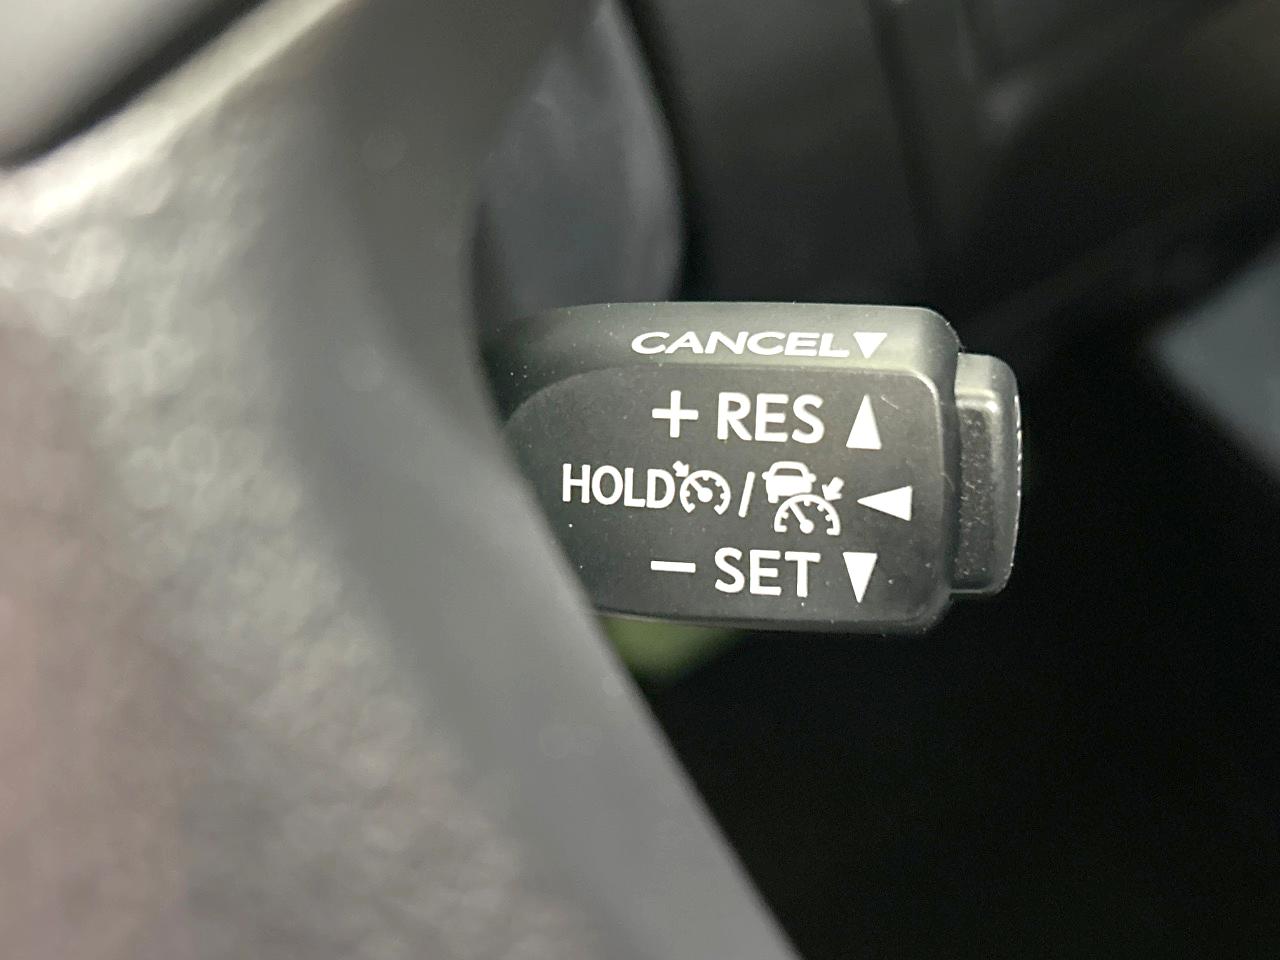 CANCEL▼
+ RES ▲
HOLD / ◀
− SET ▼